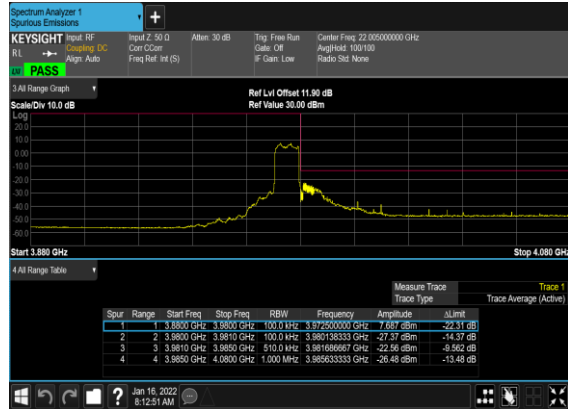 Spectrum Analyzer 1
Spurious Emissions
KEYSIGHT
RL
PASS
Input: RF
Coupling: DC
Align: Auto
Input Z: 50 Ω
Corr CCorr
Freq Ref: Int (S)
Atten: 30 dB
Trig: Free Run
Gate: Off
IF Gain: Low
Center Freq: 22.005000000 GHz
Avg|Hold: 100/100
Radio Std: None
3 All Range Graph
Scale/Div 10.0 dB
Ref Lvl Offset 11.90 dB
Ref Value 30.00 dBm
Log
20.0
10.0
0.00
-10.0
-20.0
-30.0
-40.0
-50.0
-60.0
Start 3.880 GHz
Stop 4.080 GHz
4 All Range Table
Measure Trace Trace 1
Trace Type Trace Average (Active)
Spur Range Start Freq Stop Freq RBW Frequency Amplitude ΔLimit
1 1 3.8800 GHz 3.9800 GHz 100.0 kHz 3.972500000 GHz 7.687 dBm -22.31 dB
2 2 3.9800 GHz 3.9810 GHz 100.0 kHz 3.980138333 GHz -27.37 dBm -14.37 dB
3 3 3.9810 GHz 3.9850 GHz 510.0 kHz 3.981686667 GHz -22.56 dBm -9.562 dB
4 4 3.9850 GHz 4.0800 GHz 1.000 MHz 3.985633333 GHz -26.48 dBm -13.48 dB
?
Jan 16, 2022
8:12:51 AM